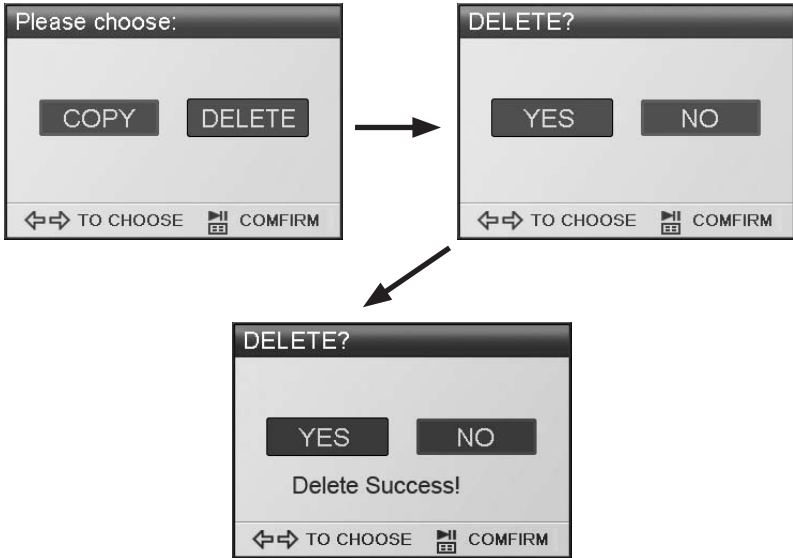 Please choose:
COPY DELETE
TO CHOOSE COMFIRM
DELETE?
YES NO
TO CHOOSE COMFIRM
DELETE?
YES NO
Delete Success!
TO CHOOSE COMFIRM